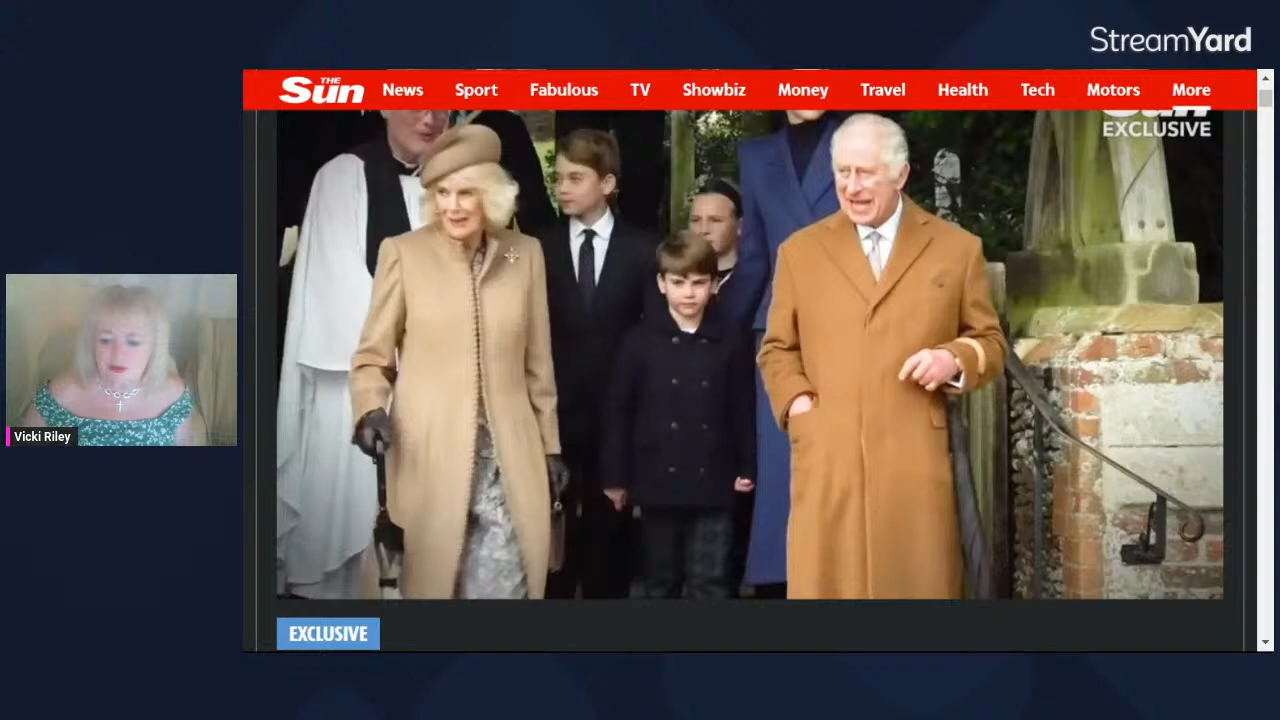 StreamYard
THE Sun News Sport Fabulous TV Showbiz Money Travel Health Tech Motors More
EXCLUSIVE
Vicki Riley
EXCLUSIVE